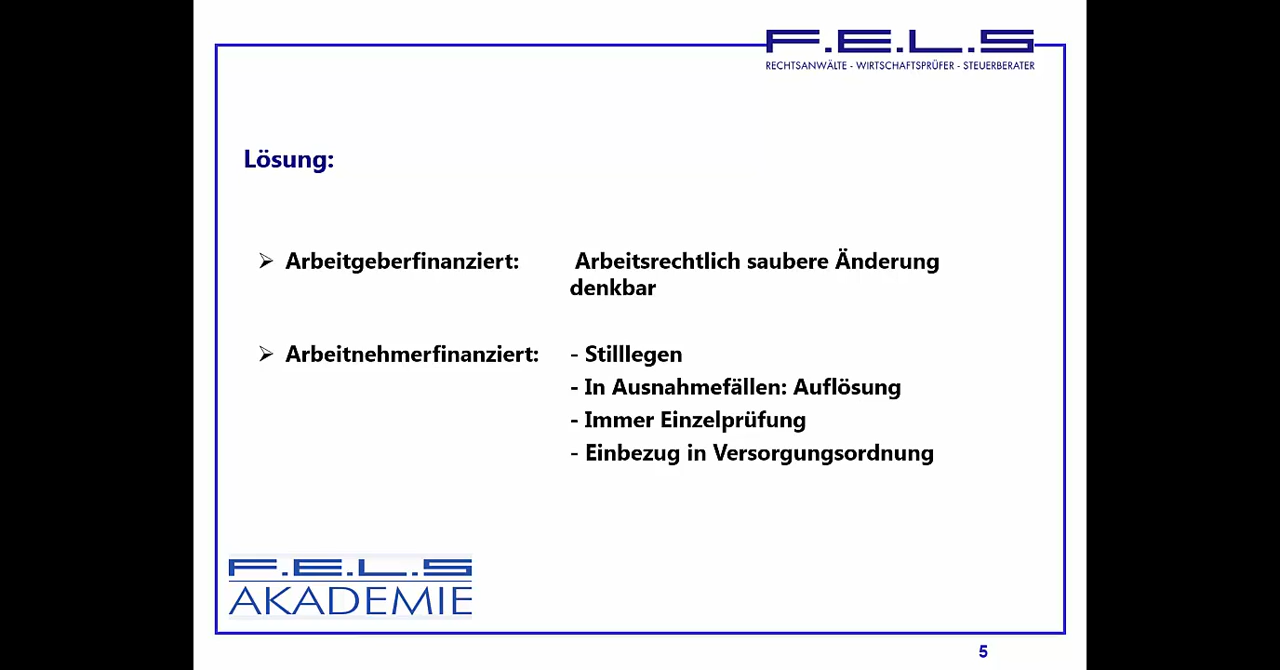 F.E.L.S
RECHTSANWÄLTE - WIRTSCHAFTSPRÜFER - STEUERBERATER
Lösung:
➢ Arbeitgeberfinanziert: Arbeitsrechtlich saubere Änderung
denkbar
➢ Arbeitnehmerfinanziert: - Stilllegen
- In Ausnahmefällen: Auflösung
- Immer Einzelprüfung
- Einbezug in Versorgungsordnung
F.E.L.S
AKADEMIE
5